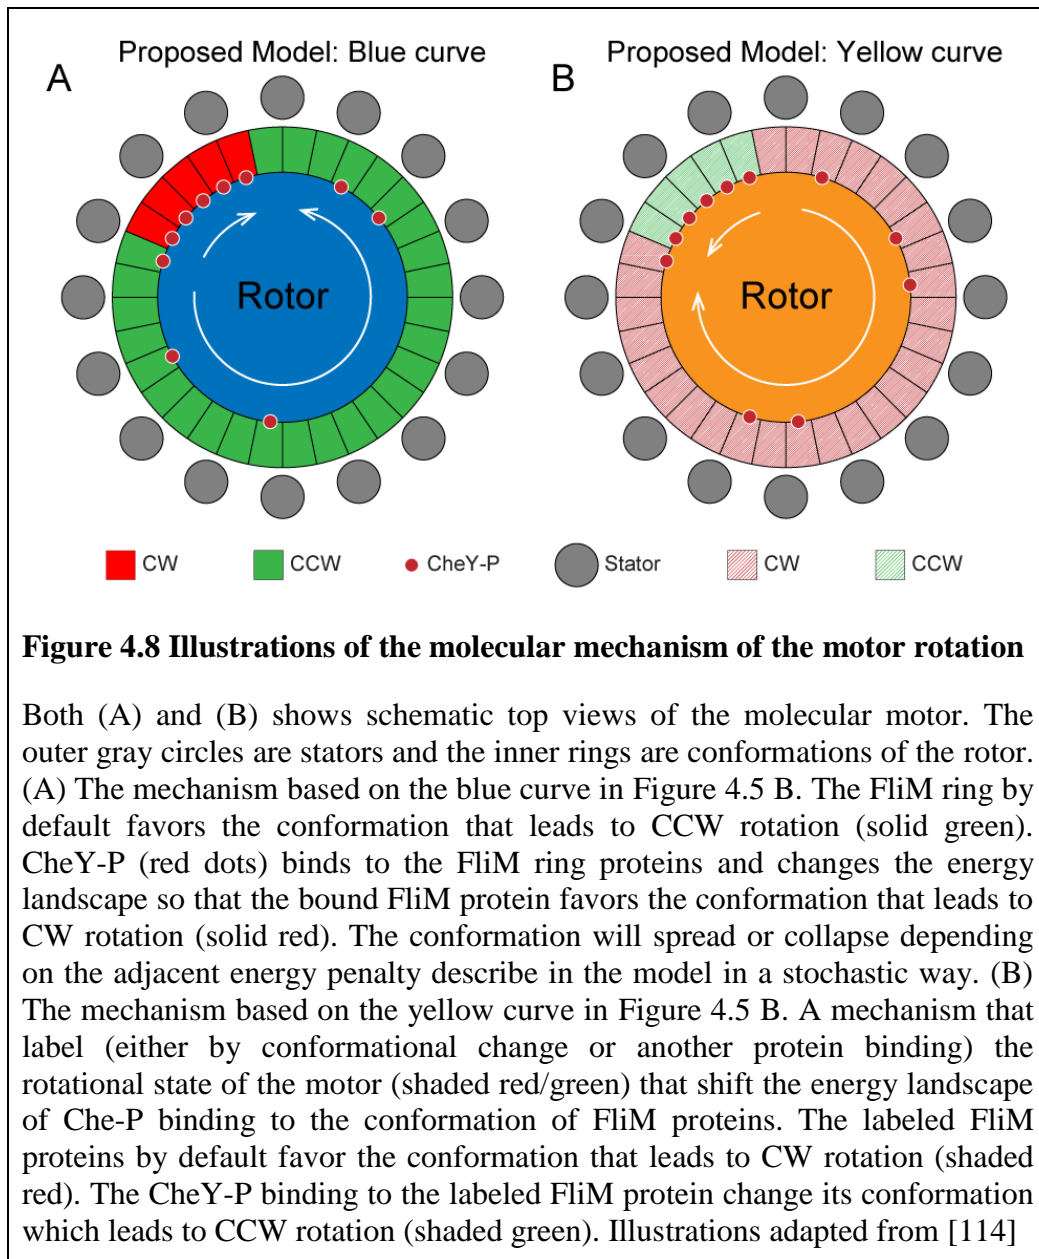 Proposed Model: Blue curve
Proposed Model: Yellow curve
A
B
Rotor
Rotor
CW
CCW
CheY-P
Stator
CW
CCW
Figure 4.8 Illustrations of the molecular mechanism of the motor rotation
Both (A) and (B) shows schematic top views of the molecular motor. The
outer gray circles are stators and the inner rings are conformations of the rotor.
(A) The mechanism based on the blue curve in Figure 4.5 B. The FliM ring by
default favors the conformation that leads to CCW rotation (solid green).
CheY-P (red dots) binds to the FliM ring proteins and changes the energy
landscape so that the bound FliM protein favors the conformation that leads to
CW rotation (solid red). The conformation will spread or collapse depending
on the adjacent energy penalty describe in the model in a stochastic way. (B)
The mechanism based on the yellow curve in Figure 4.5 B. A mechanism that
label (either by conformational change or another protein binding) the
rotational state of the motor (shaded red/green) that shift the energy landscape
of Che-P binding to the conformation of FliM proteins. The labeled FliM
proteins by default favor the conformation that leads to CW rotation (shaded
red). The CheY-P binding to the labeled FliM protein change its conformation
which leads to CCW rotation (shaded green). Illustrations adapted from [114]